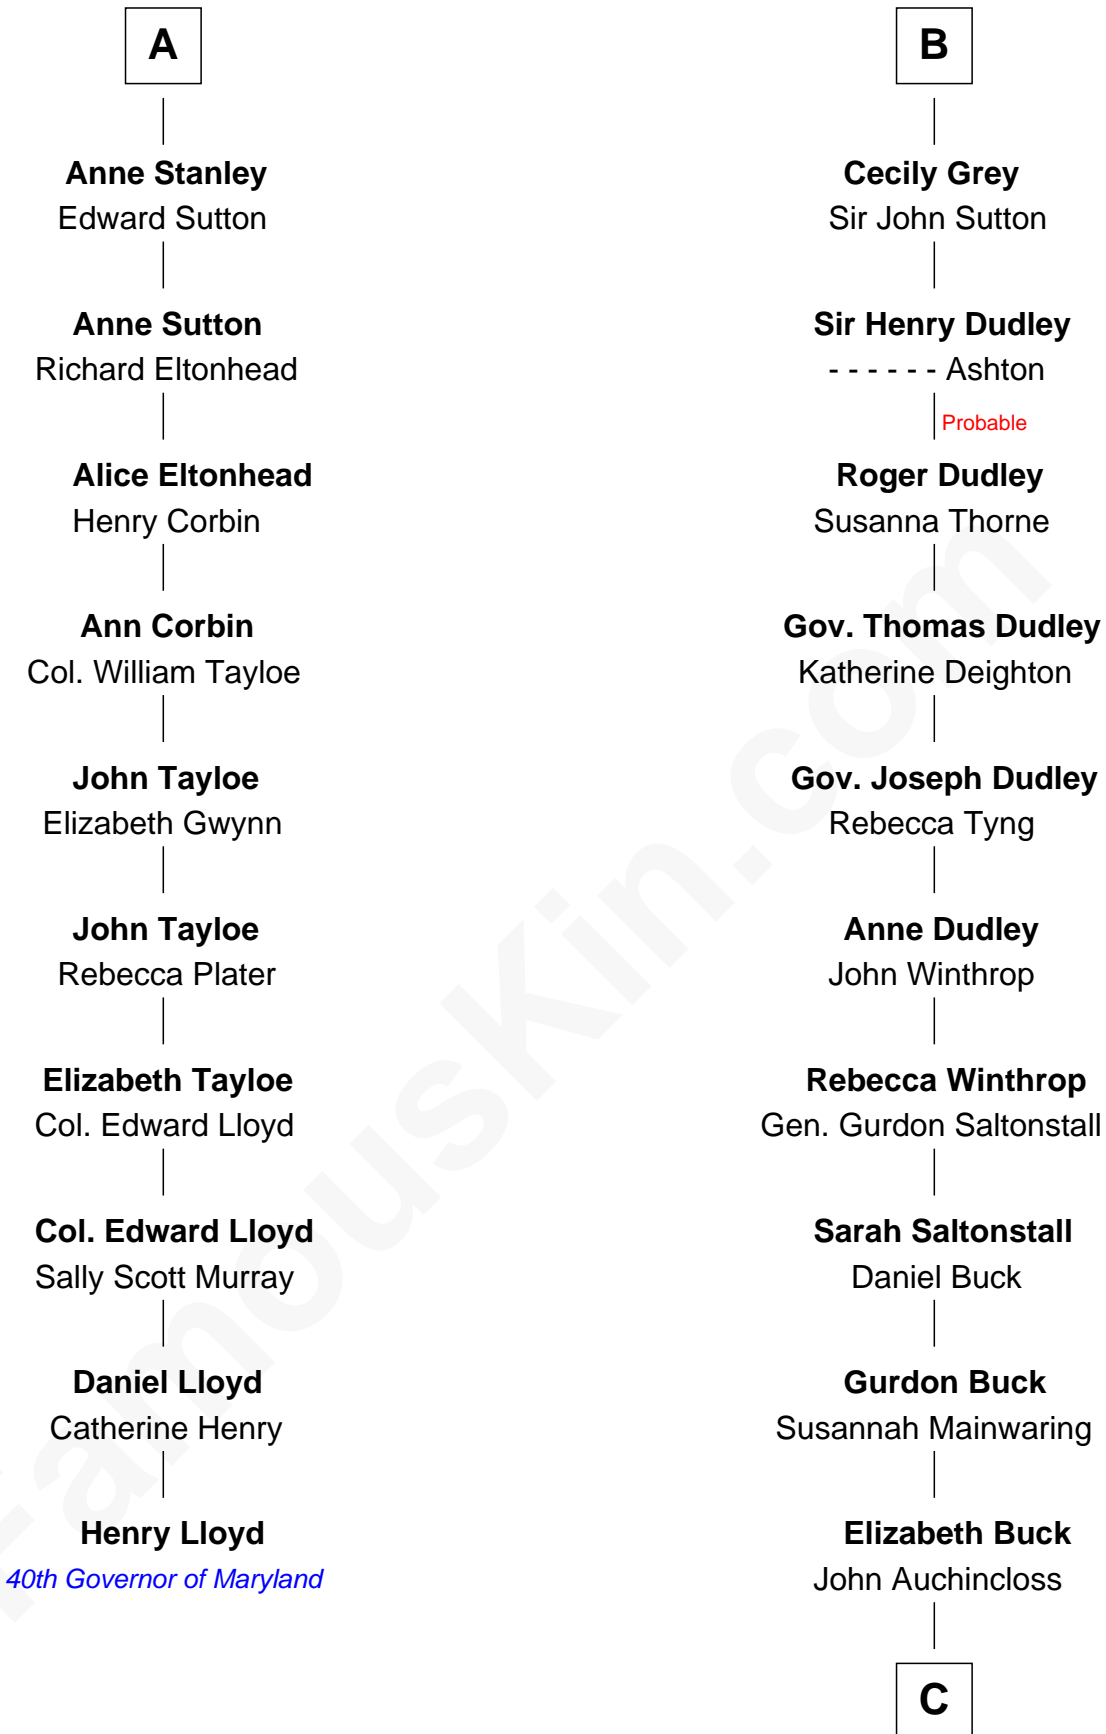 A
Anne Stanley
Edward Sutton
Anne Sutton
Richard Eltonhead
Alice Eltonhead
Henry Corbin
Ann Corbin
Col. William Tayloe
John Tayloe
Elizabeth Gwynn
John Tayloe
Rebecca Plater
Elizabeth Tayloe
Col. Edward Lloyd
Col. Edward Lloyd
Sally Scott Murray
Daniel Lloyd
Catherine Henry
Henry Lloyd
40th Governor of Maryland
B
Cecily Grey
Sir John Sutton
Sir Henry Dudley
- - - - - - Ashton
Probable
Roger Dudley
Susanna Thorne
Gov. Thomas Dudley
Katherine Deighton
Gov. Joseph Dudley
Rebecca Tyng
Anne Dudley
John Winthrop
Rebecca Winthrop
Gen. Gurdon Saltonstall
Sarah Saltonstall
Daniel Buck
Gurdon Buck
Susannah Mainwaring
Elizabeth Buck
John Auchincloss
C
FamousKin.com